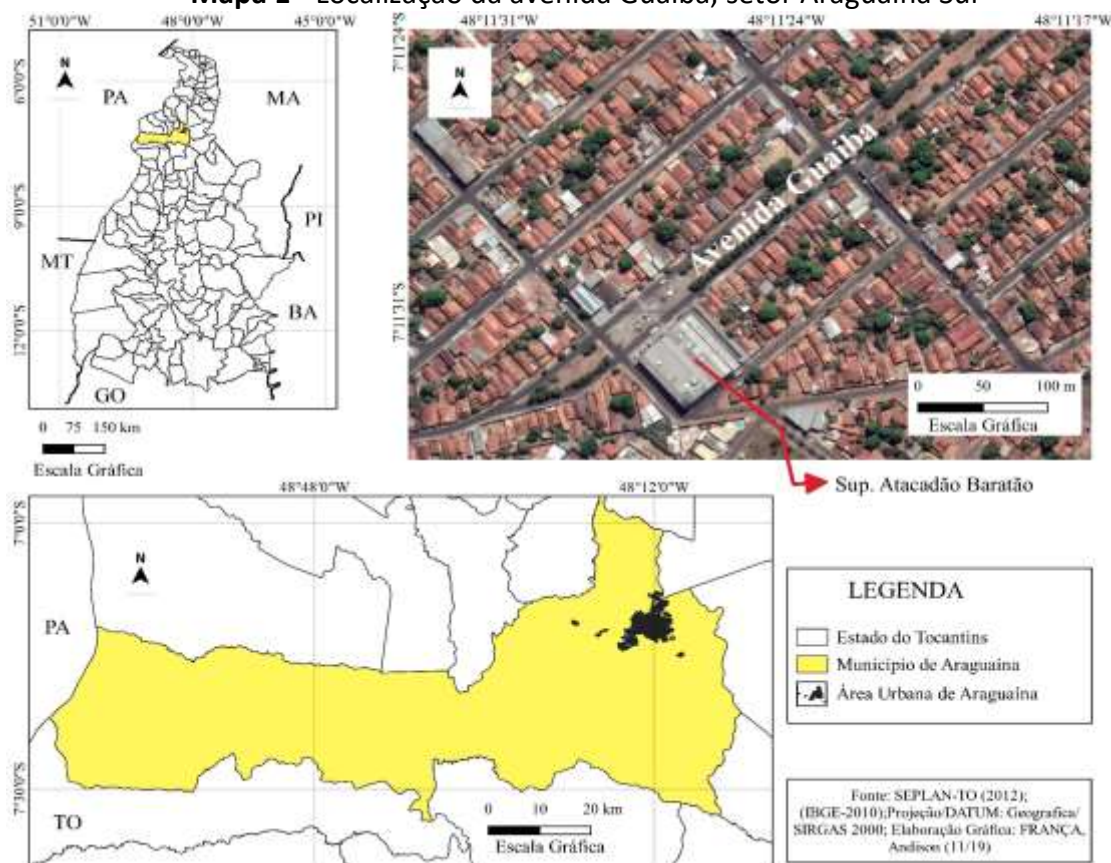 Mapa 1 - Localização da avenida Guaíba, setor Araguaína Sul
51°0'0"W 48°0'0"W 45°0'0"W
6°0'0"S
9°0'0"S
12°0'0"S
N
PA
MA
PI
MT
BA
GO
0 75 150 km
Escala Gráfica
48°11'31"W 48°11'24"W 48°11'17"W
7°11'24"S
7°11'31"S
N
Avenida Guaiba
0 50 100 m
Escala Gráfica
Sup. Atacadão Baratão
48°48'0"W 48°12'0"W
7°0'0"S
7°30'0"S
N
PA
TO
0 10 20 km
Escala Gráfica
LEGENDA
Estado do Tocantins
Município de Araguaína
Área Urbana de Araguaína
Fonte: SEPLAN-TO (2012);
(IBGE-2010);Projeção/DATUM: Geografica/
SIRGAS 2000; Elaboração Gráfica: FRANÇA,
Andison (11/19)